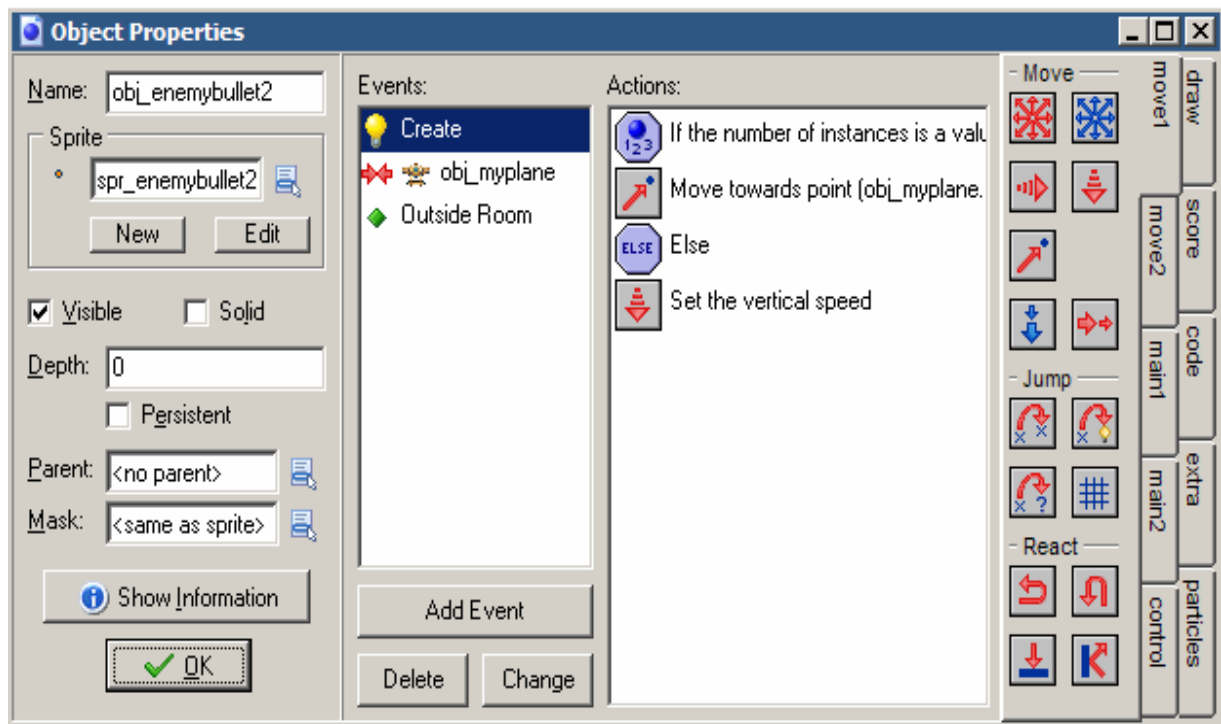 Object Properties
Name:
obj_enemybullet2
Sprite
spr_enemybullet2
New
Edit
Visible
Solid
Depth:
0
Persistent
Parent:
<no parent>
Mask:
<same as sprite>
Show Information
OK
Events:
Create
obj_myplane
Outside Room
Add Event
Delete
Change
Actions:
123
If the number of instances is a valu
Move towards point (obj_myplane.
ELSE
Else
Set the vertical speed
Move
Jump
x x
x
x ?
React
move1
move2
main1
main2
control
draw
score
code
extra
particles